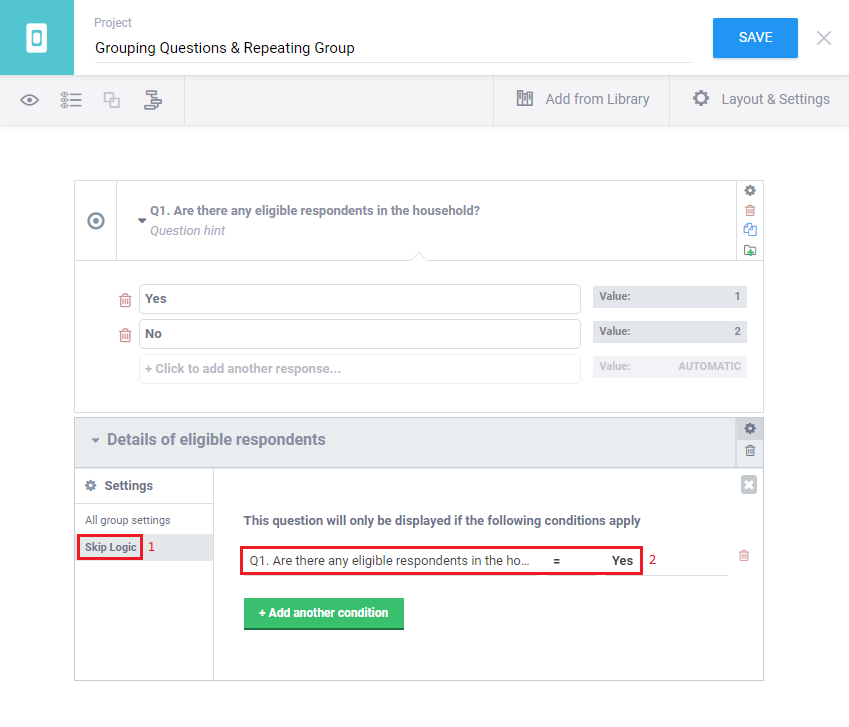 Project
Grouping Questions & Repeating Group
SAVE
Add from Library
Layout & Settings
Q1. Are there any eligible respondents in the household?
Question hint
Yes
Value: 1
No
Value: 2
+ Click to add another response...
Value: AUTOMATIC
Details of eligible respondents
Settings
All group settings
Skip Logic 1
This question will only be displayed if the following conditions apply
Q1. Are there any eligible respondents in the ho... = Yes 2
+ Add another condition